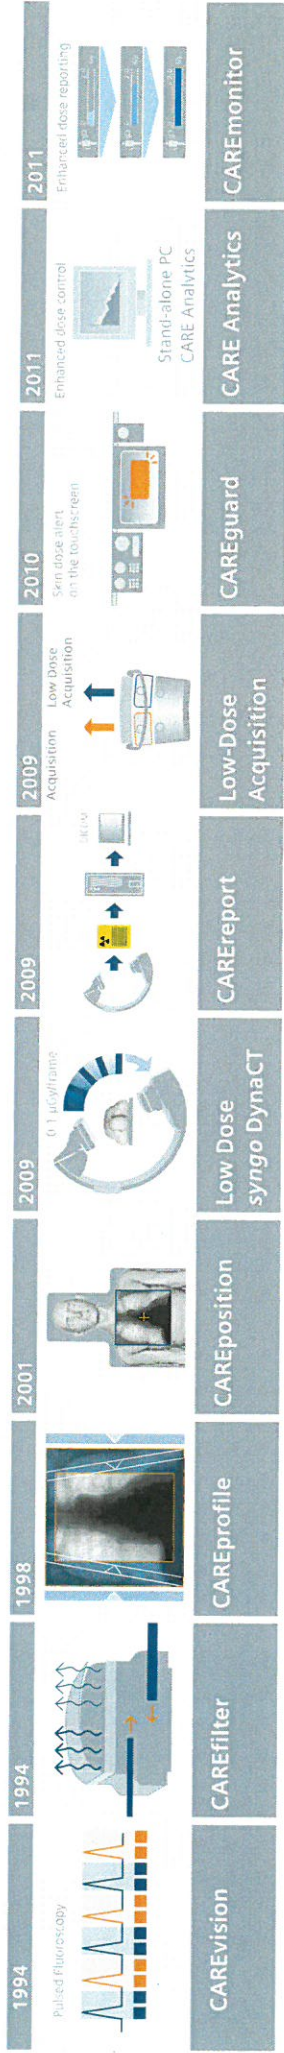 1994
Pulsed Fluoroscopy
CAREvision
1994
CAREfilter
1998
CAREprofile
2001
CAREposition
2009
0.1 µGy/frame
Low Dose
syngo DynaCT
2009
DICOM
CAREreport
2009
Acquisition
Low Dose
Acquisition
Low-Dose
Acquisition
2010
Skin dose alert
on the touchscreen
CAREguard
2011
Enhanced dose control
Stand-alone PC
CARE Analytics
CARE Analytics
2011
Enhanced dose reporting
CAREmonitor